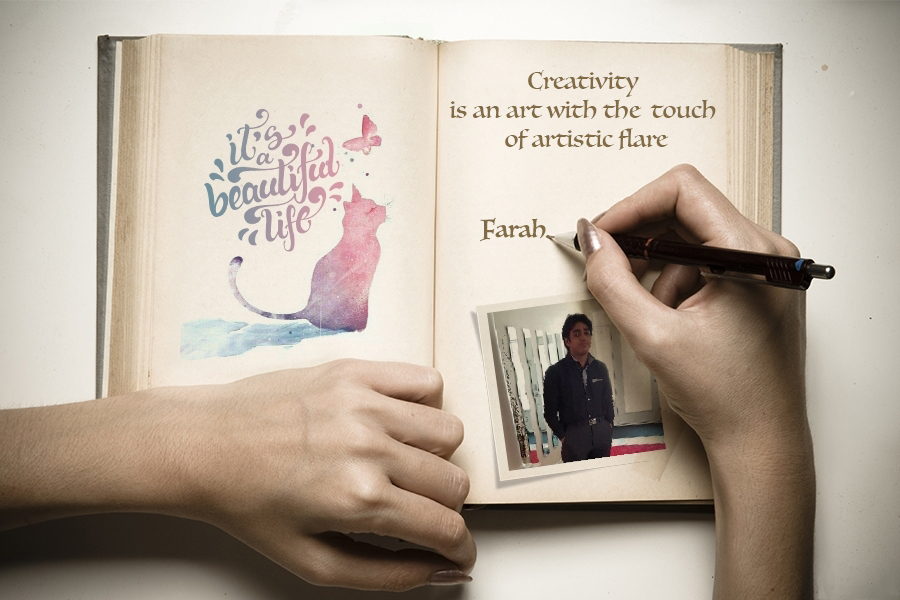 it's
a
beautiful
life
Creativity
is an art with the touch
of artistic flare
Farah